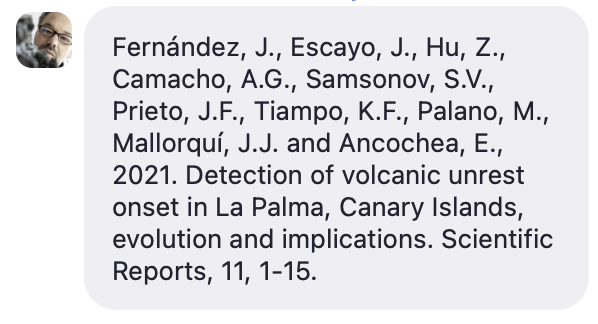 Fernández, J., Escayo, J., Hu, Z.,
Camacho, A.G., Samsonov, S.V.,
Prieto, J.F., Tiampo, K.F., Palano, M.,
Mallorquí, J.J. and Ancochea, E.,
2021. Detection of volcanic unrest
onset in La Palma, Canary Islands,
evolution and implications. Scientific
Reports, 11, 1-15.